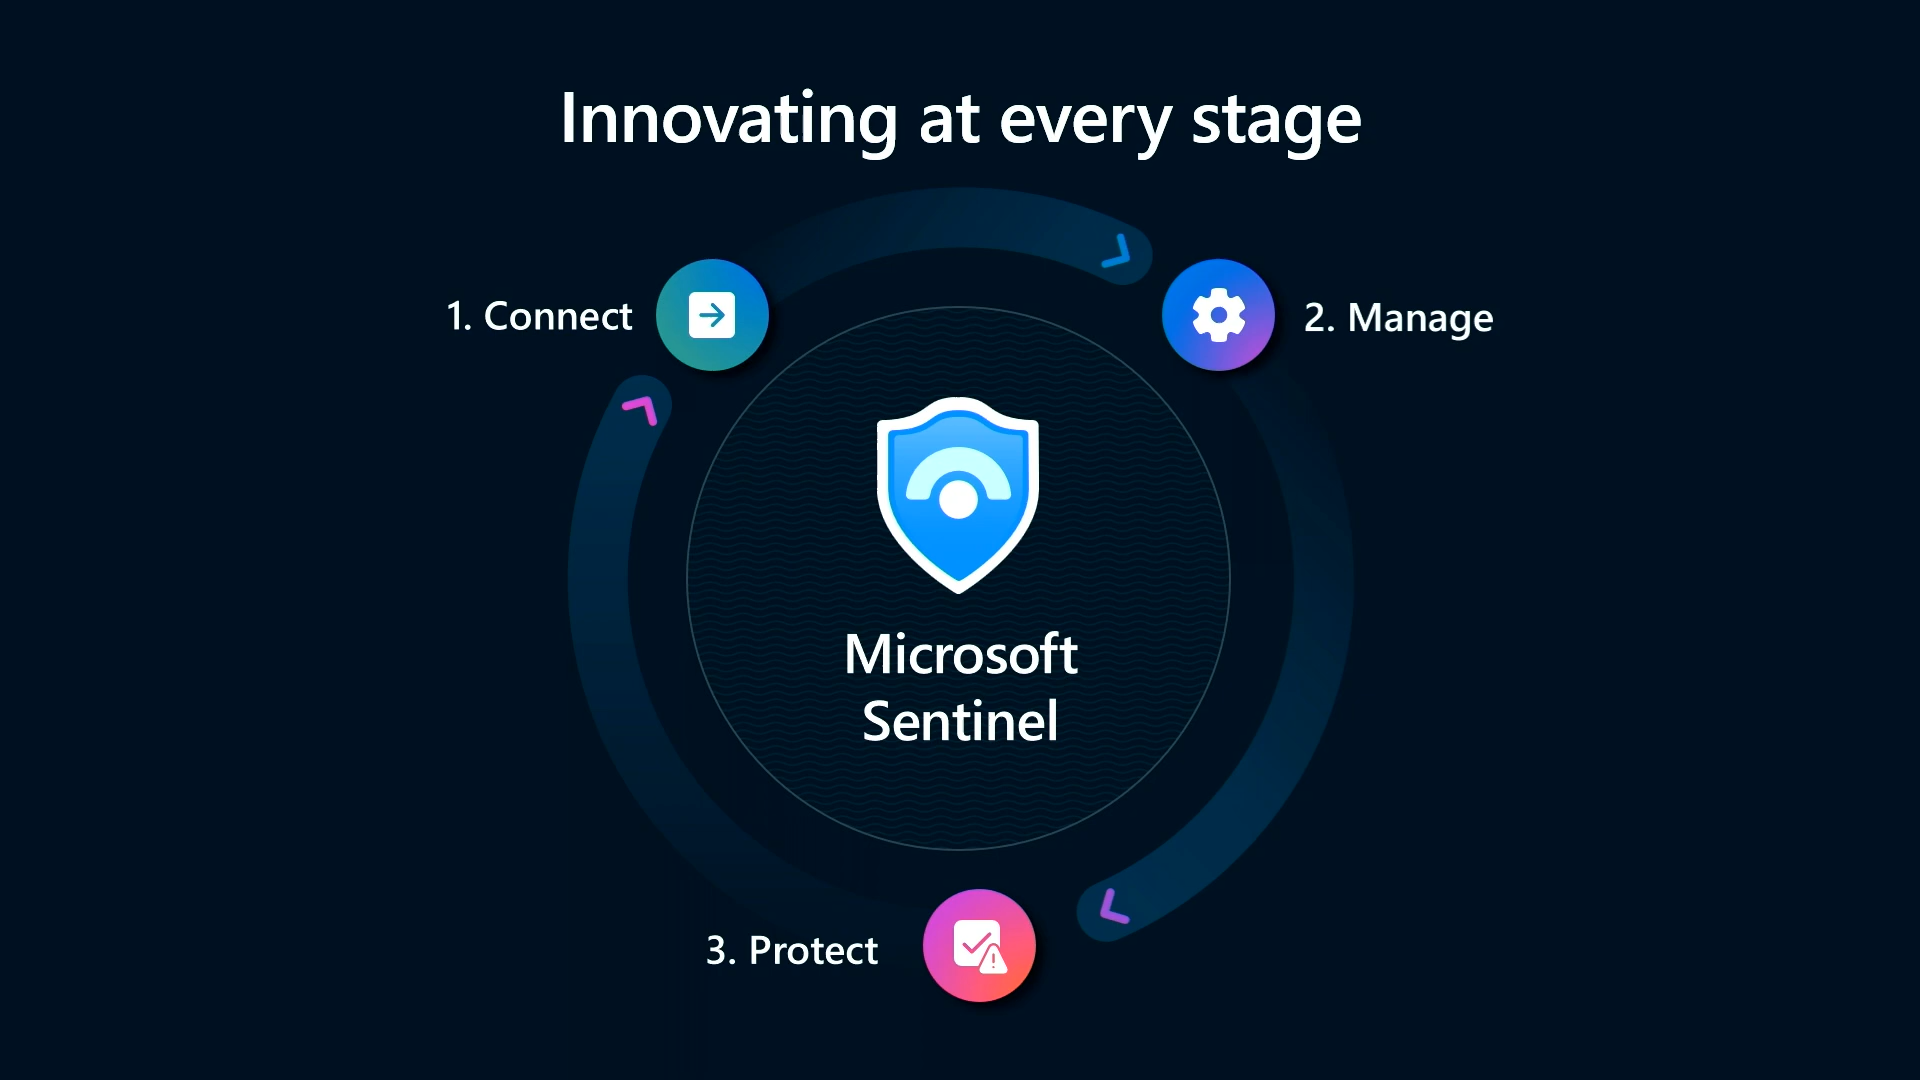 Innovating at every stage
1. Connect
2. Manage
Microsoft
Sentinel
3. Protect